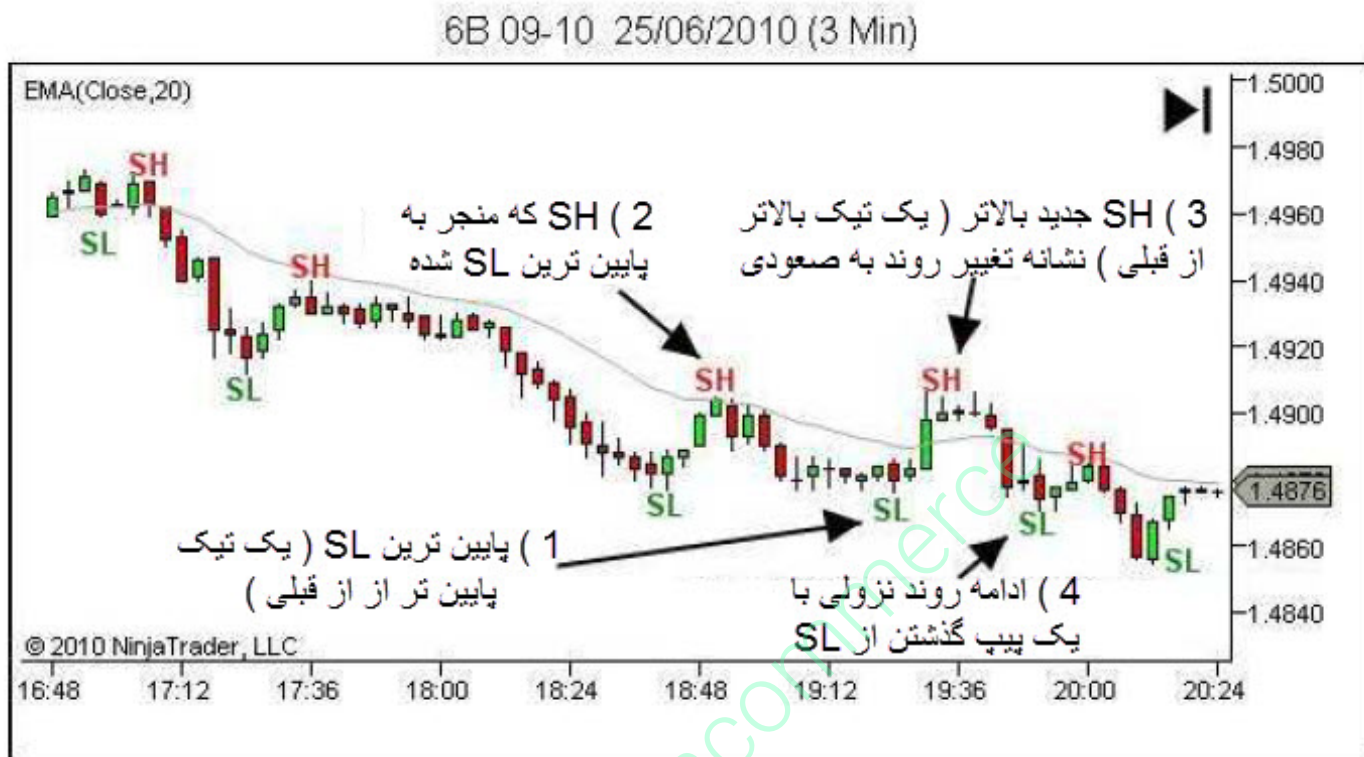 6B 09-10 25/06/2010 (3 Min)
EMA(Close,20)
1.5000
1.4980
1.4960
1.4940
1.4920
1.4900
1.4876
1.4860
1.4840
SH
SL
SH
SL
2 ) SH که منجر به
پایین ترین SL شده
3 ) SH جدید بالاتر ( یک تیک بالاتر
از قبلی ) نشانه تغییر روند به صعودی
SH
SL
SH
SL
SH
SL
SL
1 ) پایین ترین SL ( یک تیک
پایین تر از از قبلی )
4 ) ادامه روند نزولی با
یک پیپ گذشتن از SL
© 2010 NinjaTrader, LLC
16:48 17:12 17:36 18:00 18:24 18:48 19:12 19:36 20:00 20:24